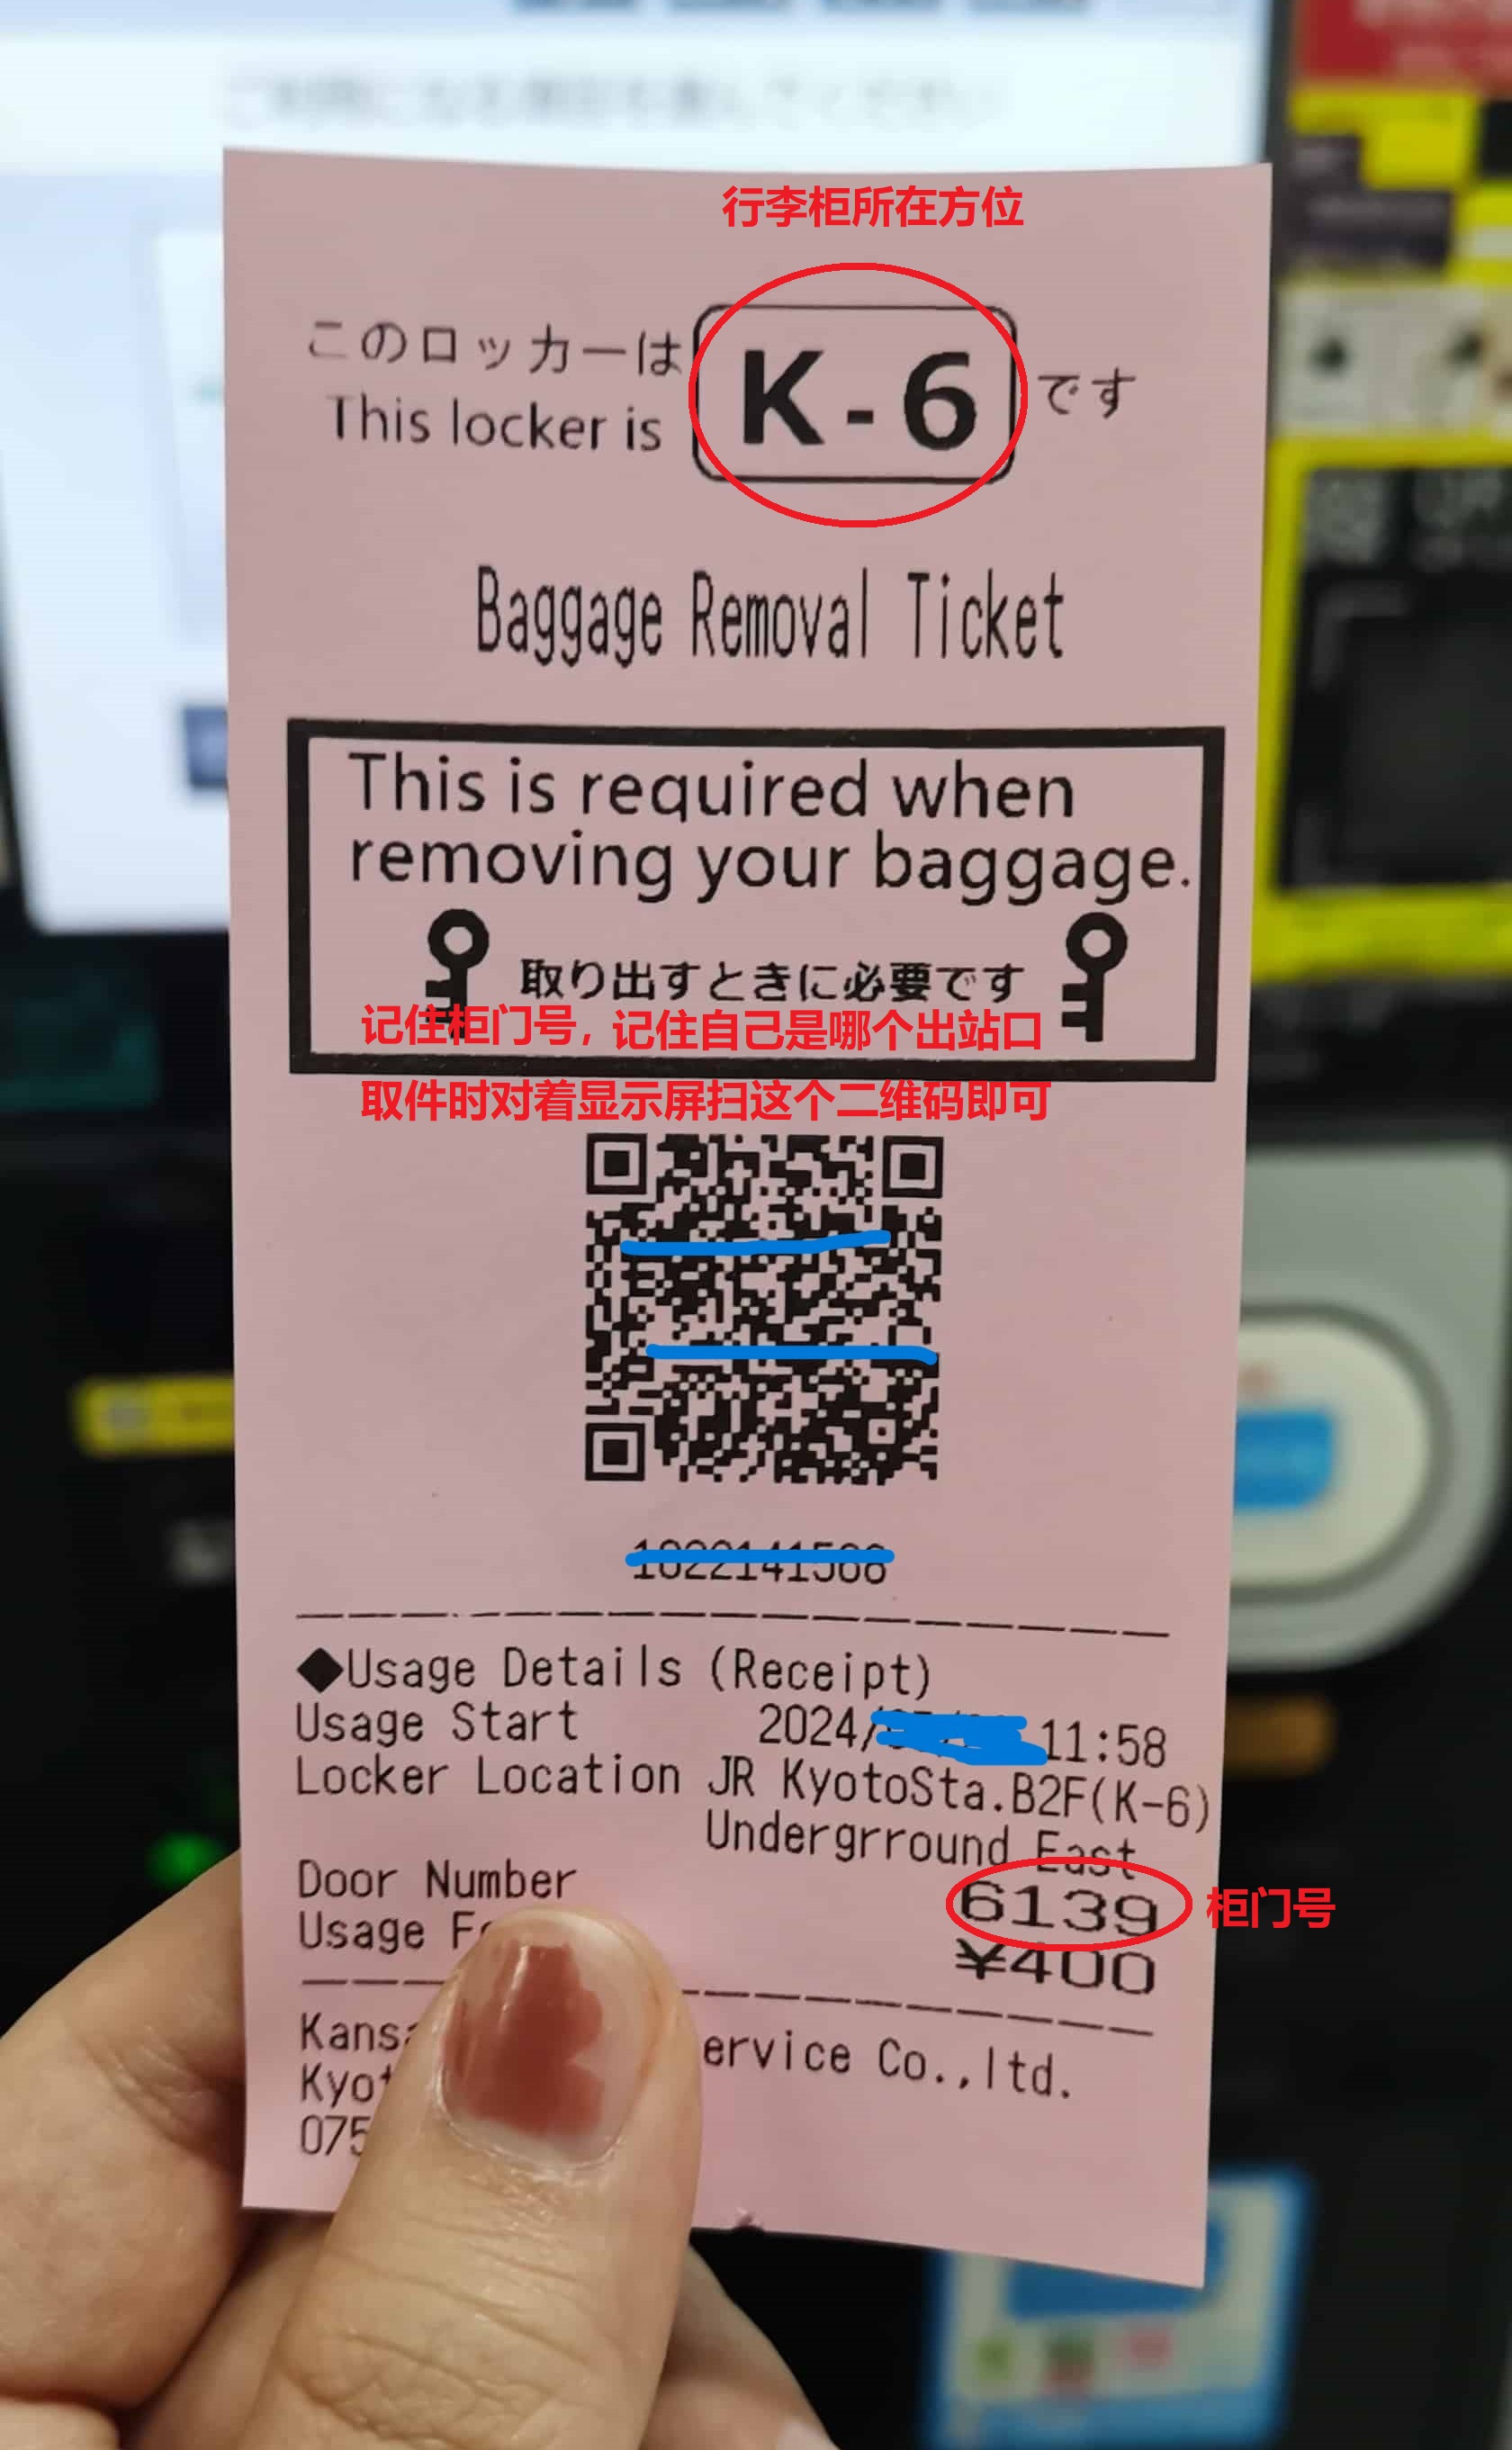 行李柜所在方位
このロッカーは
This locker is
K-6
です
Baggage Removal Ticket
This is required when
removing your baggage.
取り出すときに必要です
记住柜门号，记住自己是哪个出站口
取件时对着显示屏扫这个二维码即可
◆Usage Details (Receipt)
Usage Start 2024/ 11:58
Locker Location JR KyotoSta.B2F(K-6)
Undergrround East
Door Number 6139 柜门号
Usage ¥400
Co.,ltd.
075